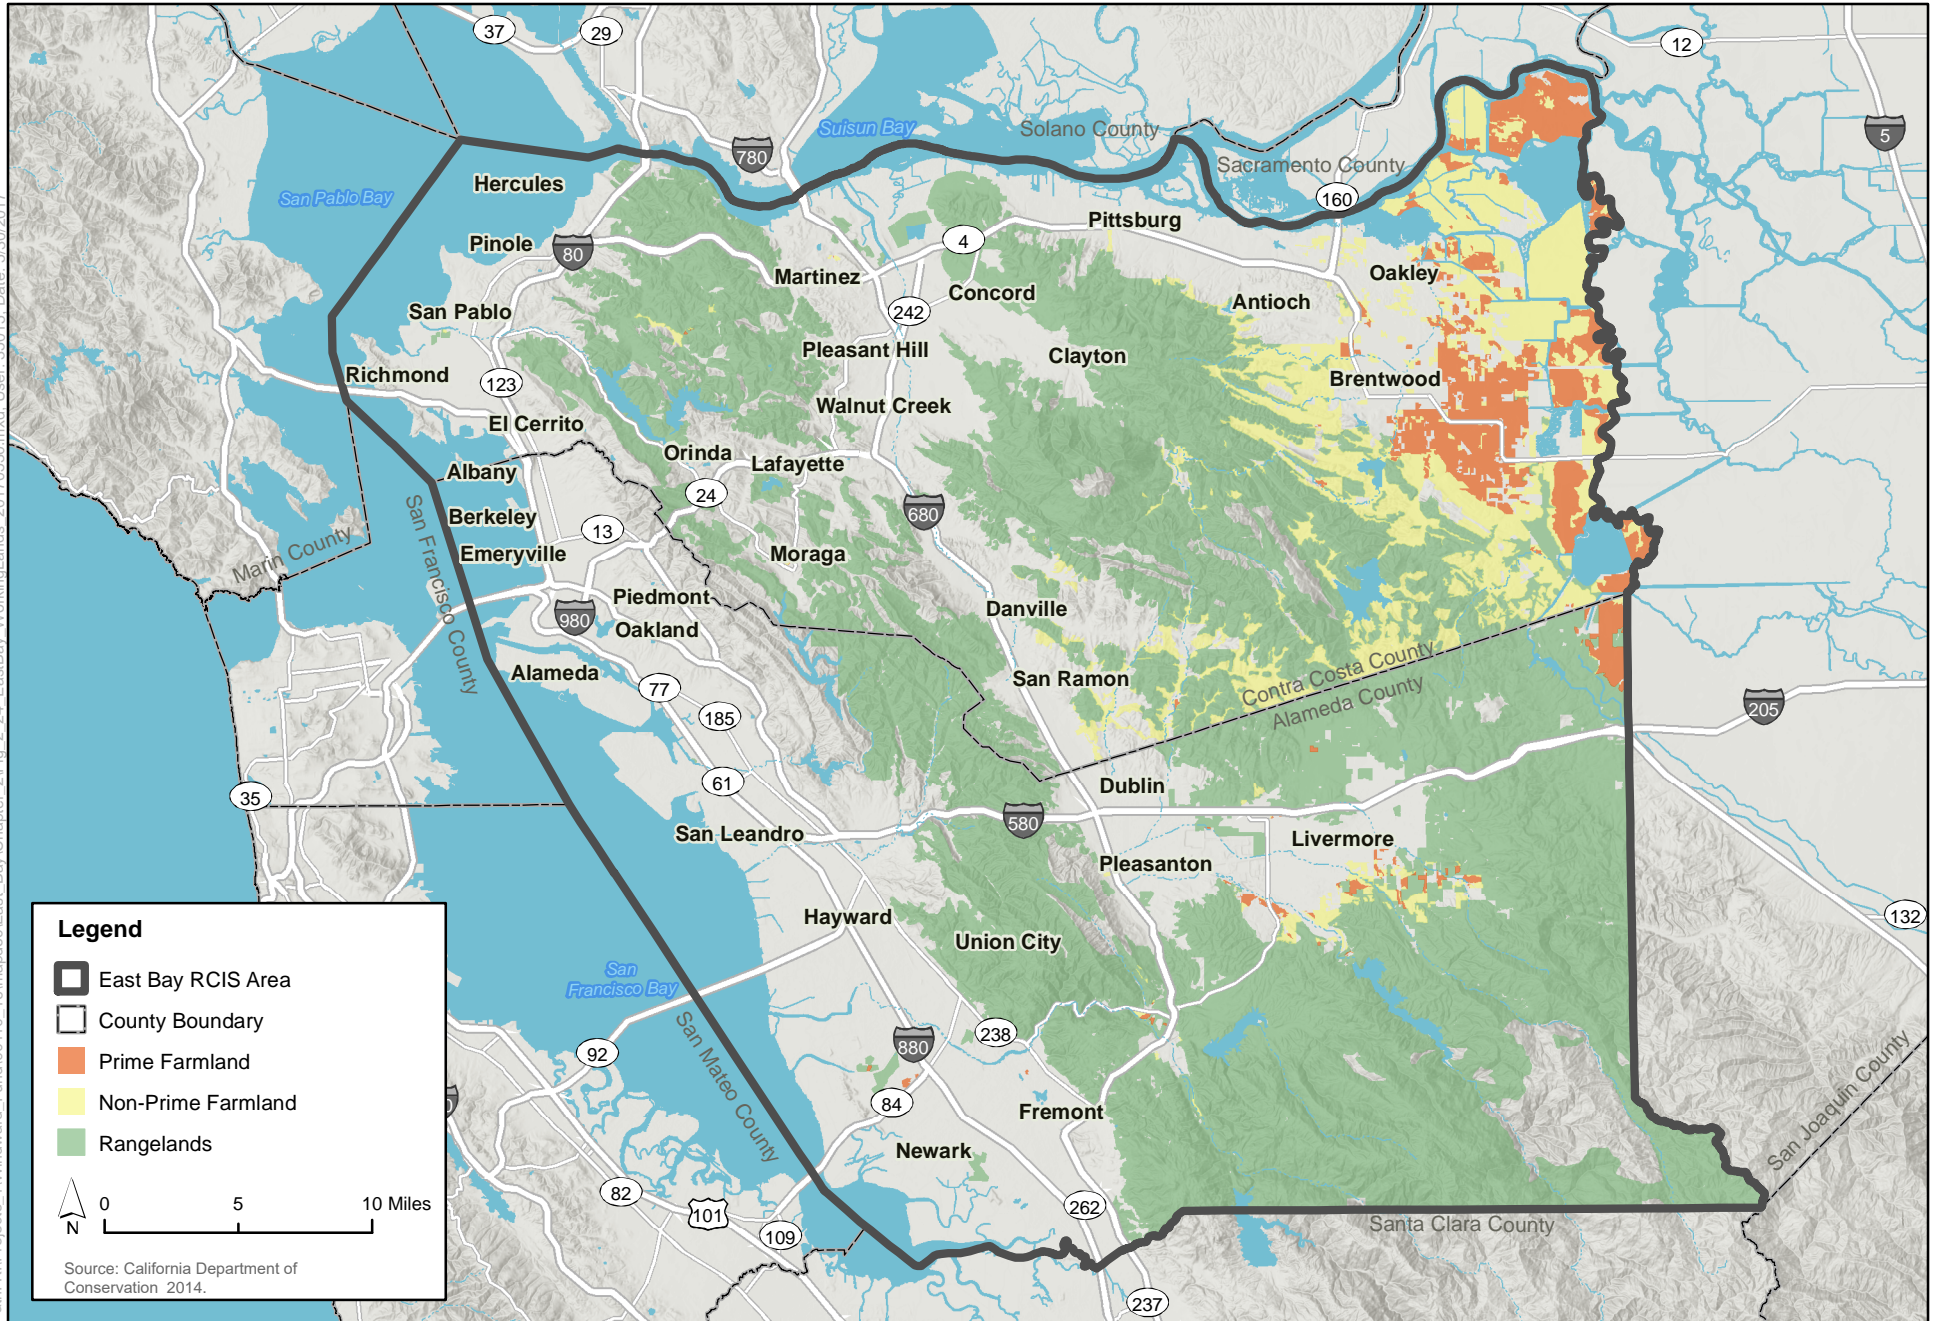 37
29
12
5
780
Suisun Bay
Solano County
Sacramento County
160
San Pablo Bay
Hercules
Pinole
80
4
Pittsburg
Martinez
Concord
Oakley
Antioch
San Pablo
242
Pleasant Hill
Clayton
Richmond
123
Brentwood
Walnut Creek
El Cerrito
Orinda
Lafayette
Albany
24
680
Berkeley
13
Emeryville
Moraga
Marin County
San Francisco County
Piedmont
980
Oakland
Danville
Alameda
77
San Ramon
185
Contra Costa County
Alameda County
205
61
Dublin
35
580
San Leandro
Livermore
Pleasanton
Hayward
132
Union City
San
Francisco Bay
San Mateo County
238
880
92
84
Fremont
Newark
San Joaquin County
82
101
109
262
Santa Clara County
237
Legend
East Bay RCIS Area
County Boundary
Prime Farmland
Non-Prime Farmland
Rangelands
N
0 5 10 Miles
Source: California Department of
Conservation 2014.